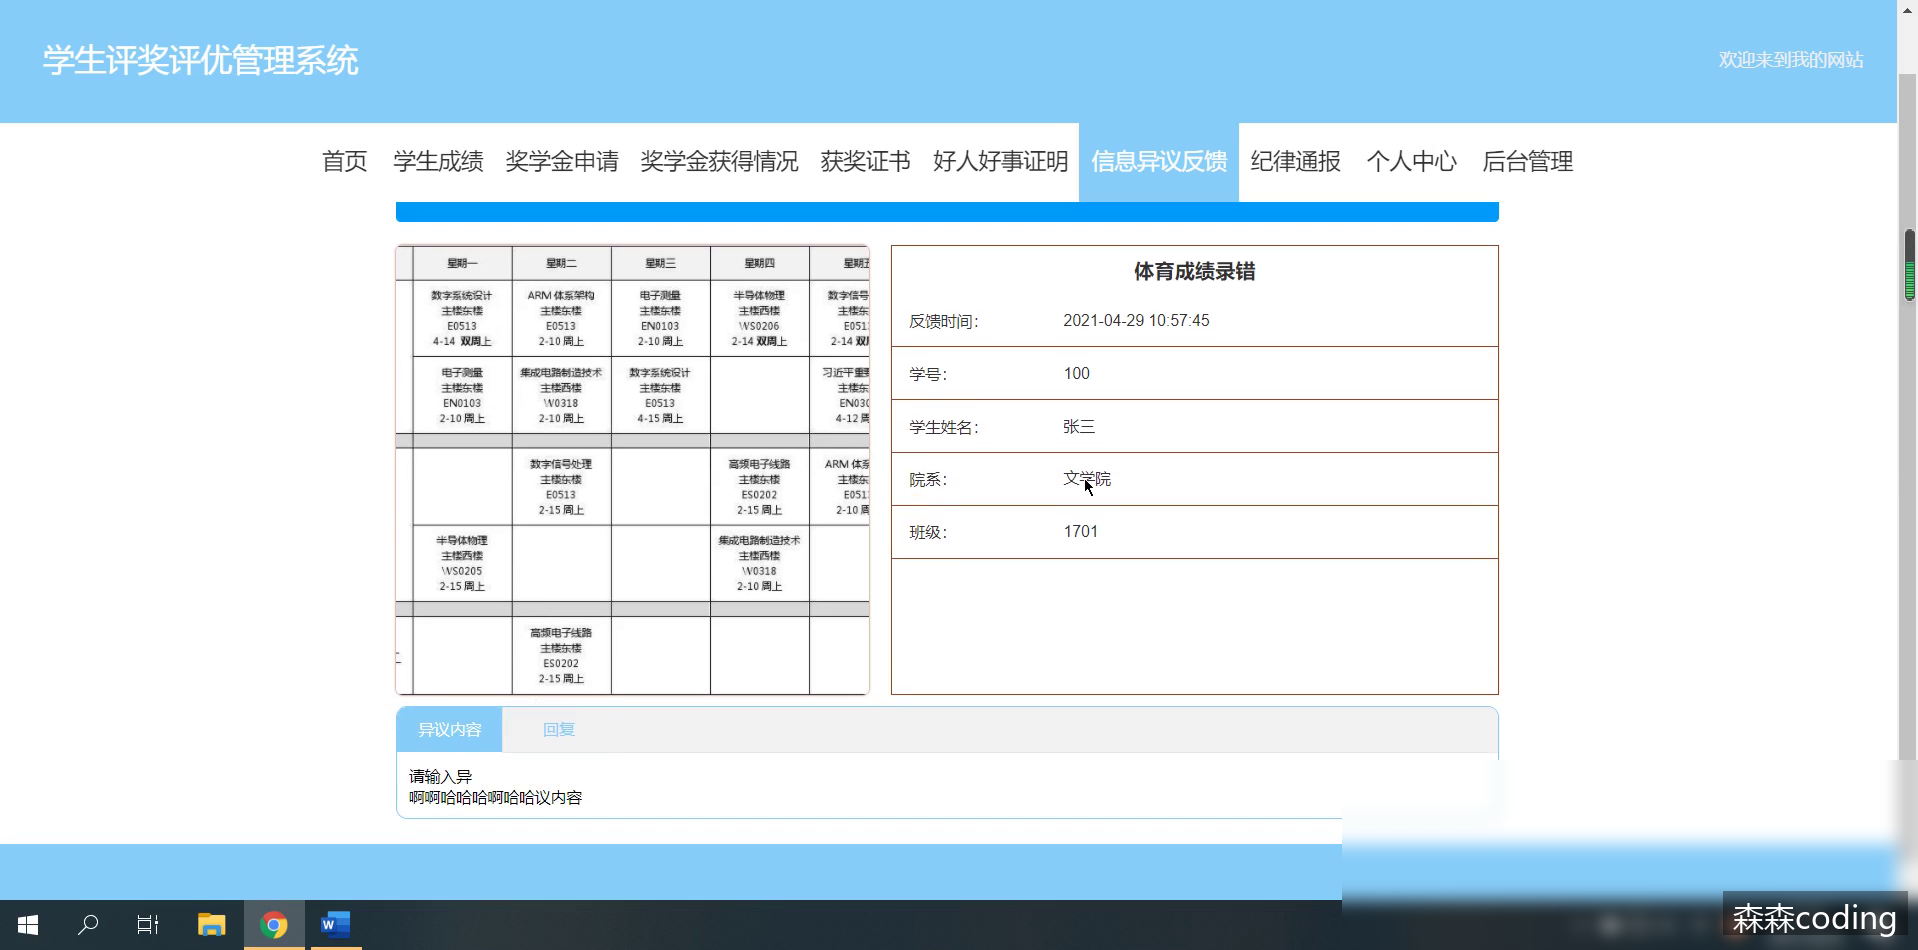 学生评奖评优管理系统
欢迎来到我的网站
首页 学生成绩 奖学金申请 奖学金获得情况 获奖证书 好人好事证明 信息异议反馈 纪律通报 个人中心 后台管理
星期一 星期二 星期三 星期四 星期五
数字系统设计 ARM 体系架构 电子测量 半导体物理 数字信号
主楼东楼 主楼东楼 主楼东楼 主楼西楼 主楼东
E0513 E0513 EN0103 WS0206 E051
4-14 双周上 2-10 周上 2-10 周上 2-14 双周上 2-14 双
电子测量 集成电路制造技术 数字系统设计 习近平重
主楼东楼 主楼西楼 主楼东楼 主楼东
EN0103 W0318 E0513 EN030
2-10 周上 2-10 周上 4-15 周上 4-12 周
数字信号处理 高频电子线路 ARM 体系
主楼东楼 主楼东楼 主楼东
E0513 ES0202 E051
2-15 周上 2-15 周上 2-10 周
半导体物理 集成电路制造技术
主楼西楼 主楼西楼
WS0205 W0318
2-15 周上 2-10 周上
高频电子线路
主楼东楼
ES0202
2-15 周上
体育成绩录错
反馈时间： 2021-04-29 10:57:45
学号： 100
学生姓名： 张三
院系： 文学院
班级： 1701
异议内容 回复
请输入异
啊啊哈哈哈啊哈哈议内容
森森coding